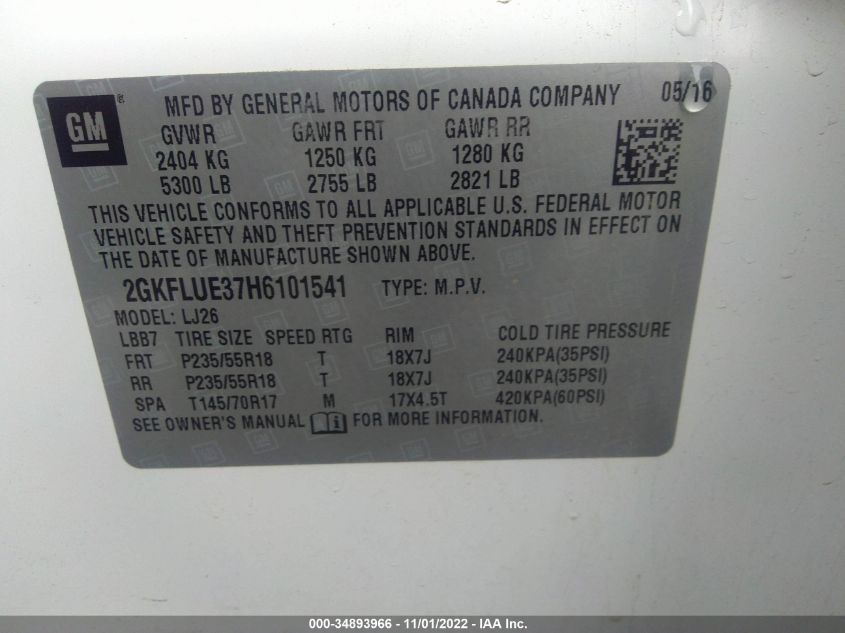 GM ® MFD BY GENERAL MOTORS OF CANADA COMPANY 05/16
GVWR GAWR FRT GAWR RR
2404 KG 1250 KG 1280 KG
5300 LB 2755 LB 2821 LB
THIS VEHICLE CONFORMS TO ALL APPLICABLE U.S. FEDERAL MOTOR
VEHICLE SAFETY AND THEFT PREVENTION STANDARDS IN EFFECT ON
THE DATE OF MANUFACTURE SHOWN ABOVE.
2GKFLUE37H6101541 TYPE: M.P.V.
MODEL: LJ26
LBB7 TIRE SIZE SPEED RTG RIM COLD TIRE PRESSURE
FRT P235/55R18 T 18X7J 240KPA(35PSI)
RR P235/55R18 T 18X7J 240KPA(35PSI)
SPA T145/70R17 M 17X4.5T 420KPA(60PSI)
SEE OWNER'S MANUAL FOR MORE INFORMATION.
000-34893966 - 11/01/2022 - IAA Inc.